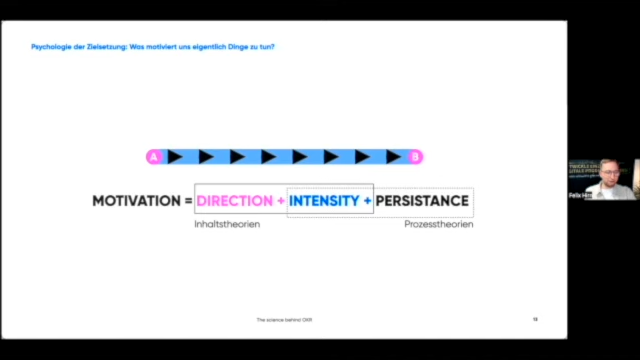 Psychologie der Zielsetzung: Was motiviert uns eigentlich Dinge zu tun?
A B
MOTIVATION = DIRECTION + INTENSITY + PERSISTANCE
Inhaltstheorien Prozesstheorien
The science behind OKR
13
Felix